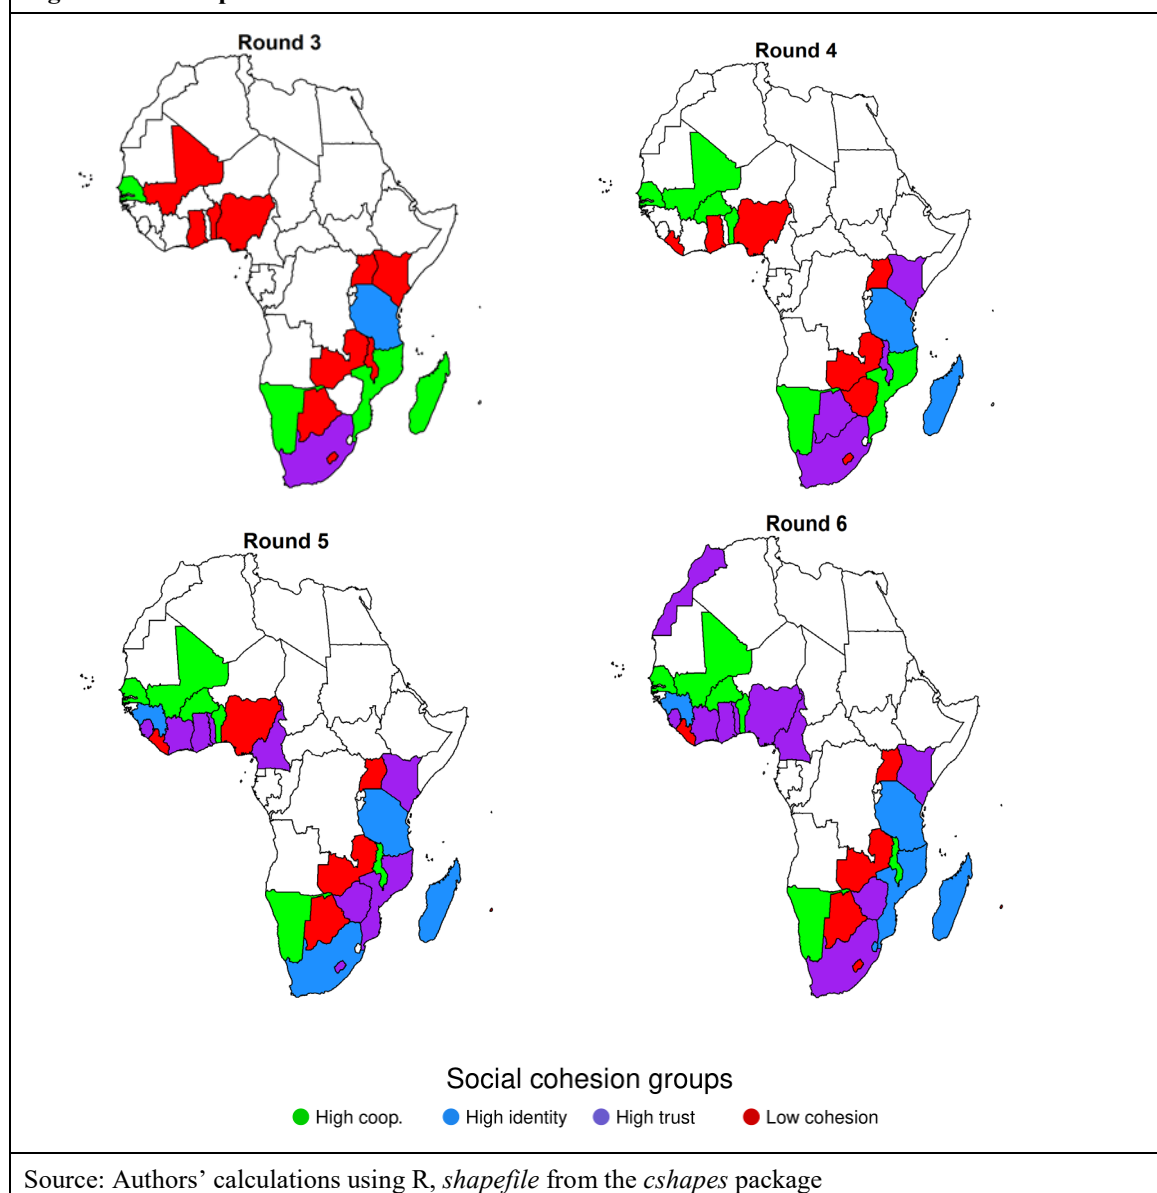 Round 3
Round 4
Round 5
Round 6
Social cohesion groups
High coop.
High identity
High trust
Low cohesion
Source: Authors’ calculations using R, shapefile from the cshapes package